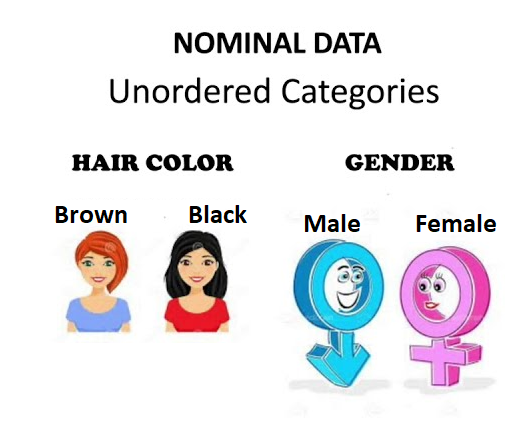 NOMINAL DATA
Unordered Categories
HAIR COLOR
GENDER
Brown
Black
Male
Female